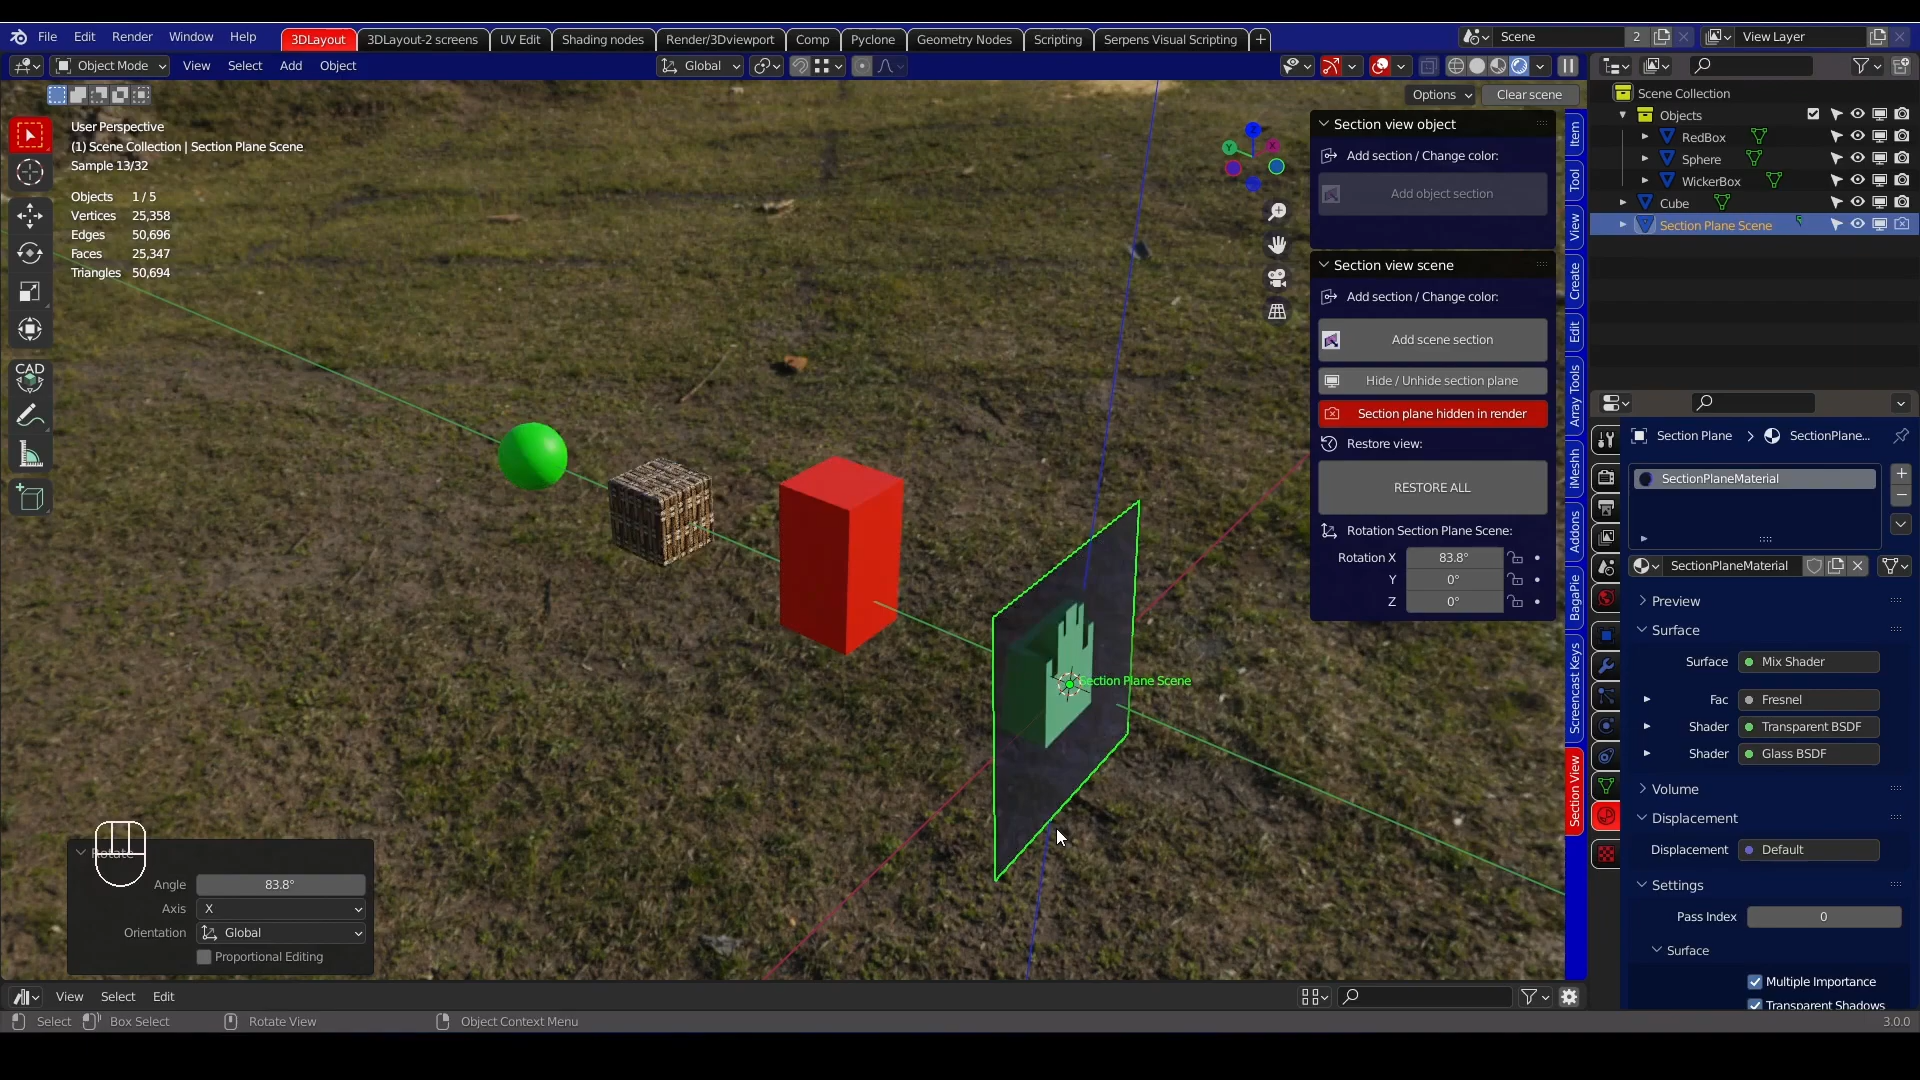 File Edit Render Window Help 3DLayout 3DLayout-2 screens UV Edit Shading nodes Render/3Dviewport Comp Pyclone Geometry Nodes Scripting Serpens Visual Scripting + Scene 2 View Layer
Object Mode View Select Add Object Global
Options Clear scene
User Perspective
(1) Scene Collection | Section Plane Scene
Sample 13/32
Objects 1 / 5
Vertices 25,358
Edges 50,696
Faces 25,347
Triangles 50,694
CAD
Y
X
Z
Section Plane Scene
Rotate
Angle 83.8°
Axis X
Orientation Global
Proportional Editing
Section view object
Add section / Change color:
Add object section
Section view scene
Add section / Change color:
Add scene section
Hide / Unhide section plane
Section plane hidden in render
Restore view:
RESTORE ALL
Rotation Section Plane Scene:
Rotation X 83.8°
Y 0°
Z 0°
Item
Tool
View
Create
Edit
Array Tools
iMeshh
Addons
BagaPie
Screencast Keys
Section View
Scene Collection
Objects
RedBox
Sphere
WickerBox
Cube
Section Plane Scene
Section Plane > SectionPlane...
SectionPlaneMaterial
SectionPlaneMaterial
Preview
Surface
Surface Mix Shader
Fac Fresnel
Shader Transparent BSDF
Shader Glass BSDF
Volume
Displacement
Displacement Default
Settings
Pass Index 0
Surface
Multiple Importance
Transparent Shadows
View Select Edit
Select Box Select Rotate View Object Context Menu 3.0.0